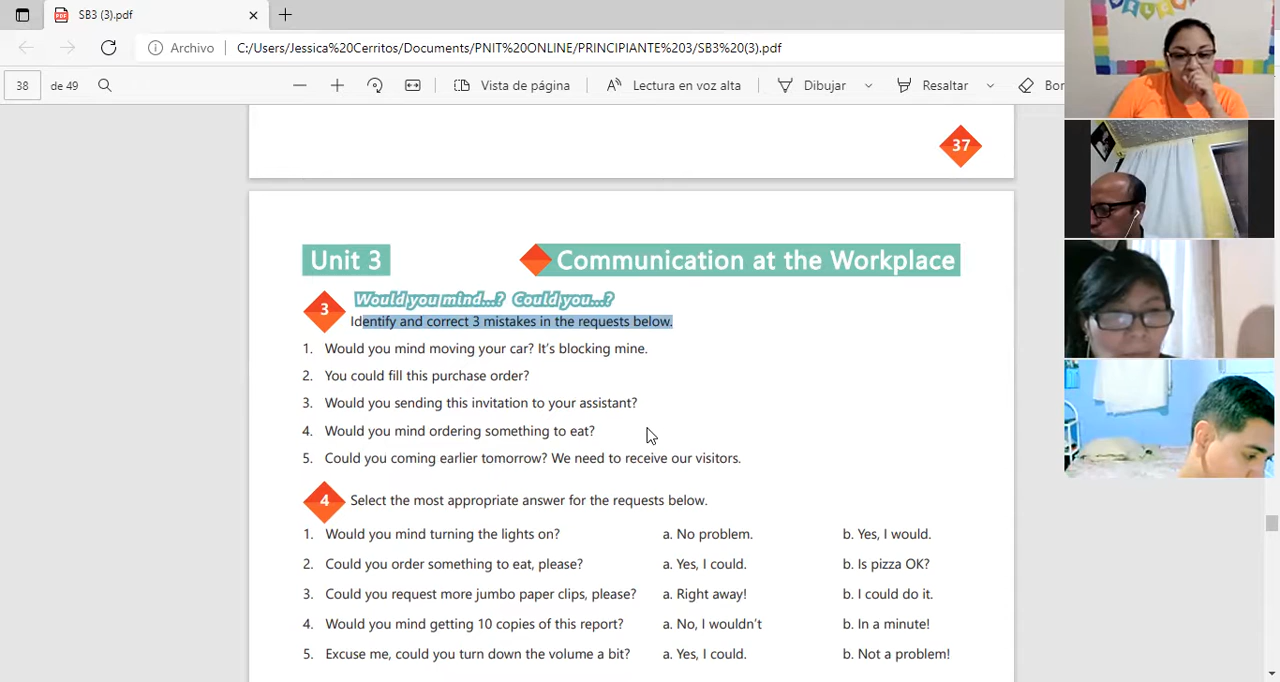 SB3 (3).pdf
Archivo
C:/Users/Jessica%20Cerritos/Documents/PNIT%20ONLINE/PRINCIPIANTE%203/SB3%20(3).pdf
38 de 49
Vista de página
Lectura en voz alta
Dibujar
Resaltar
Bor
37
Unit 3
Communication at the Workplace
3
Would you mind...? Could you...?
Identify and correct 3 mistakes in the requests below.
1. Would you mind moving your car? It's blocking mine.
2. You could fill this purchase order?
3. Would you sending this invitation to your assistant?
4. Would you mind ordering something to eat?
5. Could you coming earlier tomorrow? We need to receive our visitors.
4
Select the most appropriate answer for the requests below.
1. Would you mind turning the lights on? a. No problem. b. Yes, I would.
2. Could you order something to eat, please? a. Yes, I could. b. Is pizza OK?
3. Could you request more jumbo paper clips, please? a. Right away! b. I could do it.
4. Would you mind getting 10 copies of this report? a. No, I wouldn't b. In a minute!
5. Excuse me, could you turn down the volume a bit? a. Yes, I could. b. Not a problem!